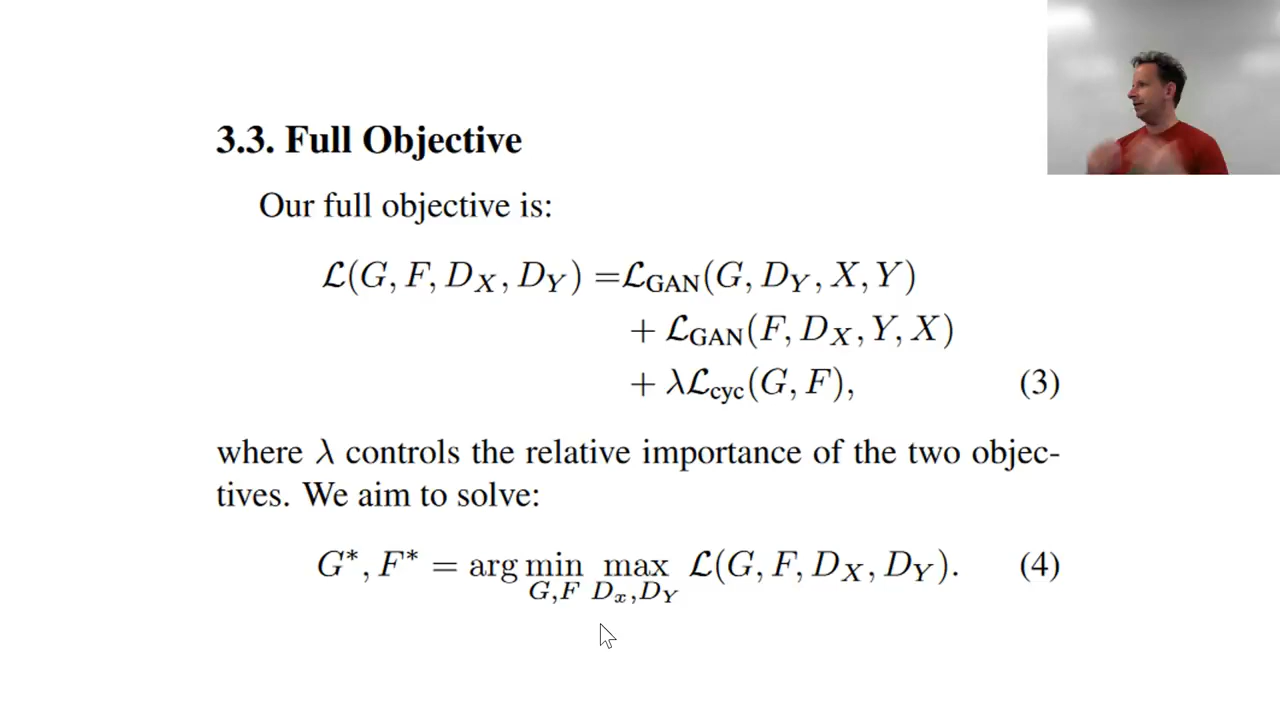 3.3. Full Objective
Our full objective is:
ℒ(G, F, D_X, D_Y) =ℒ_GAN(G, D_Y, X, Y)
+ ℒ_GAN(F, D_X, Y, X)
+ λℒ_cyc(G, F), (3)
where λ controls the relative importance of the two objec-
tives. We aim to solve:
G*, F* = arg min_{G,F} max_{D_x,D_Y} ℒ(G, F, D_X, D_Y). (4)